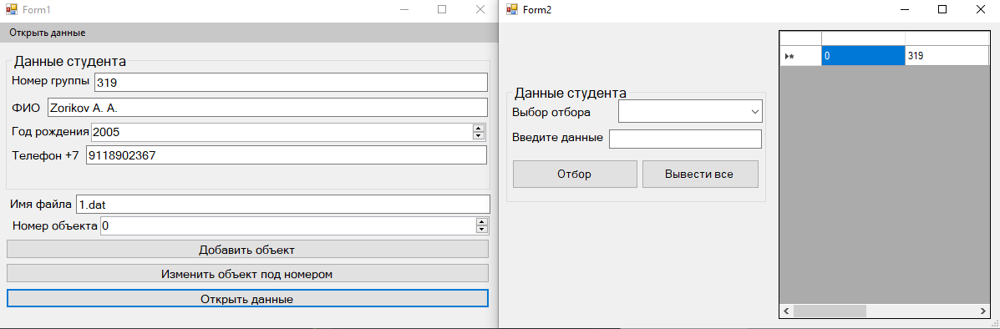 Form1
Открыть данные
Данные студента
Номер группы 319
ФИО Zorikov A. A.
Год рождения 2005
Телефон +7 9118902367
Имя файла 1.dat
Номер объекта 0
Добавить объект
Изменить объект под номером
Открыть данные
Form2
Данные студента
Выбор отбора
Введите данные
Отбор Вывести все
0 319